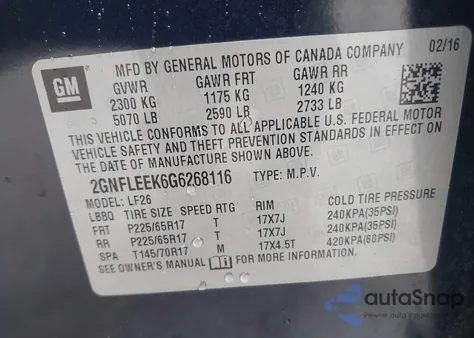 GM
MFD BY GENERAL MOTORS OF CANADA COMPANY 02/16
GVWR GAWR FRT GAWR RR
2300 KG 1175 KG 1240 KG
5070 LB 2590 LB 2733 LB
THIS VEHICLE CONFORMS TO ALL APPLICABLE U.S. FEDERAL MOTOR
VEHICLE SAFETY AND THEFT PREVENTION STANDARDS IN EFFECT ON
THE DATE OF MANUFACTURE SHOWN ABOVE.
2GNFLEEK6G6268116 TYPE: M.P.V.
MODEL: LF26
LBBQ TIRE SIZE SPEED RTG RIM COLD TIRE PRESSURE
FRT P225/65R17 T 17X7J 240KPA(35PSI)
RR P225/65R17 T 17X7J 240KPA(35PSI)
SPA T145/70R17 M 17X4.5T 420KPA(60PSI)
SEE OWNER'S MANUAL FOR MORE INFORMATION
autoSnap
Прерви Авто Находките